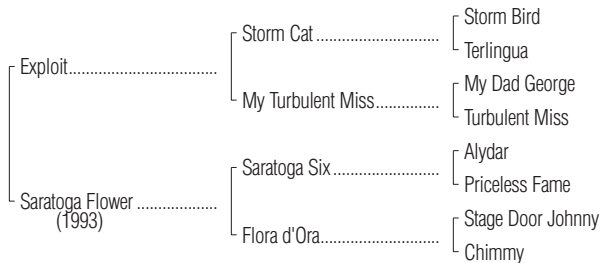 Storm Bird
Storm Cat ..................
Terlingua
Exploit..................................
My Dad George
My Turbulent Miss...............
Turbulent Miss
Alydar
Saratoga Six .........................
Priceless Fame
Saratoga Flower ..................
(1993)
Stage Door Johnny
Flora d'Ora............................
Chimmy